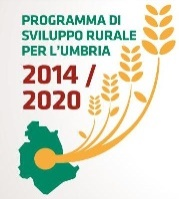 PROGRAMMA DI
SVILUPPO RURALE
PER L'UMBRIA
2014 /
2020